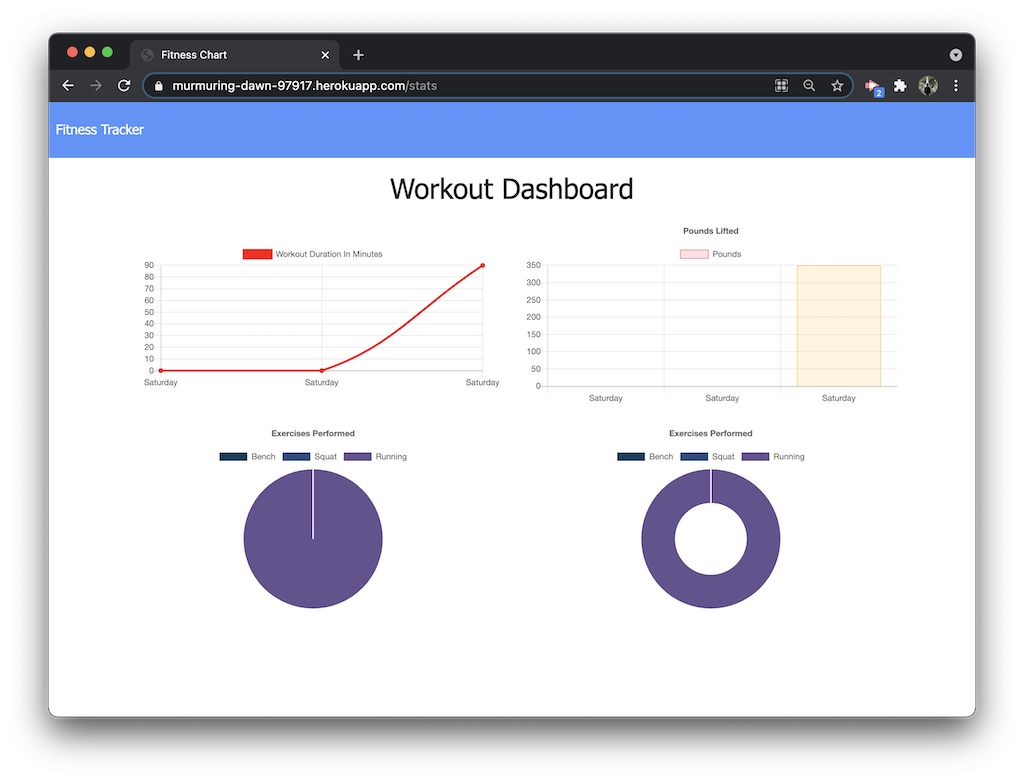 Fitness Chart
murmuring-dawn-97917.herokuapp.com/stats
2
Fitness Tracker
Workout Dashboard
Workout Duration In Minutes
90
80
70
60
50
40
30
20
10
0
Saturday Saturday Saturday
Pounds Lifted
Pounds
350
300
250
200
150
100
50
0
Saturday Saturday Saturday
Exercises Performed
Bench Squat Running
Exercises Performed
Bench Squat Running